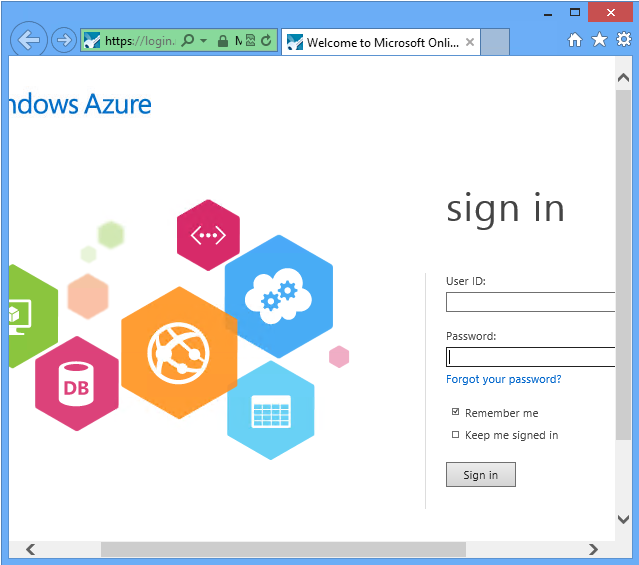 https://login.
Welcome to Microsoft Onli...
ndows Azure
sign in
User ID:
Password:
Forgot your password?
DB
Remember me
Keep me signed in
Sign in